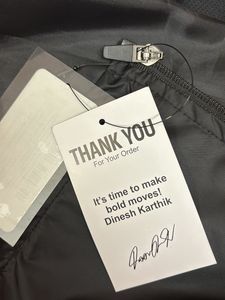 THANK YOU
For Your Order
It's time to make
bold moves!
Dinesh Karthik